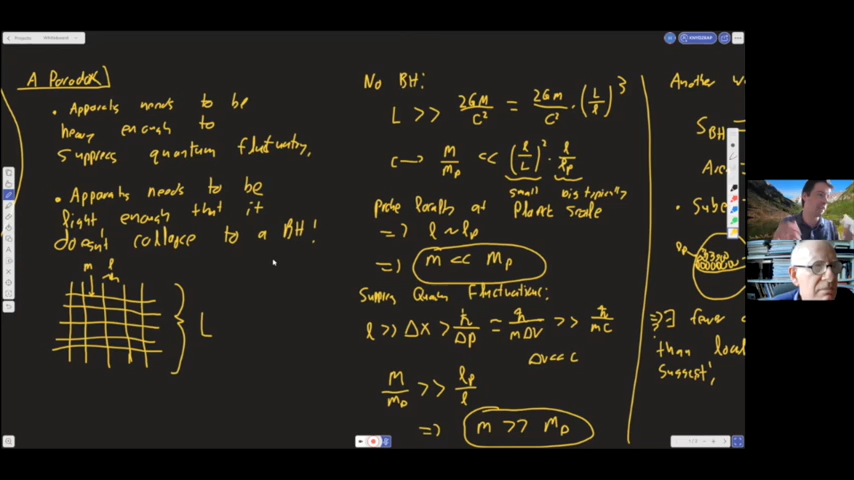 A Paradox
• Apparatus needs to be
heavy enough to
suppress quantum fluctuations,
• Apparatus needs to be
light enough that it
doesn't collapse to a BH!
m l
L
No BH:
L >> 2GM/C² = 2Gm/C² · (L/l)³
m/mp << (l/L)² · l/lp
small big typically
Probe locality at Planck scale
=> l ~ lp
=> m << mp
Suppress Quantum Fluctuations:
l >> Δx > ħ/Δp = ħ/mΔv >> ħ/mc
Δv << c
m/mp >> lp/l
=> m >> mp
Another w
S_BH
Are
• Sub
fewer
than loca
suggest,